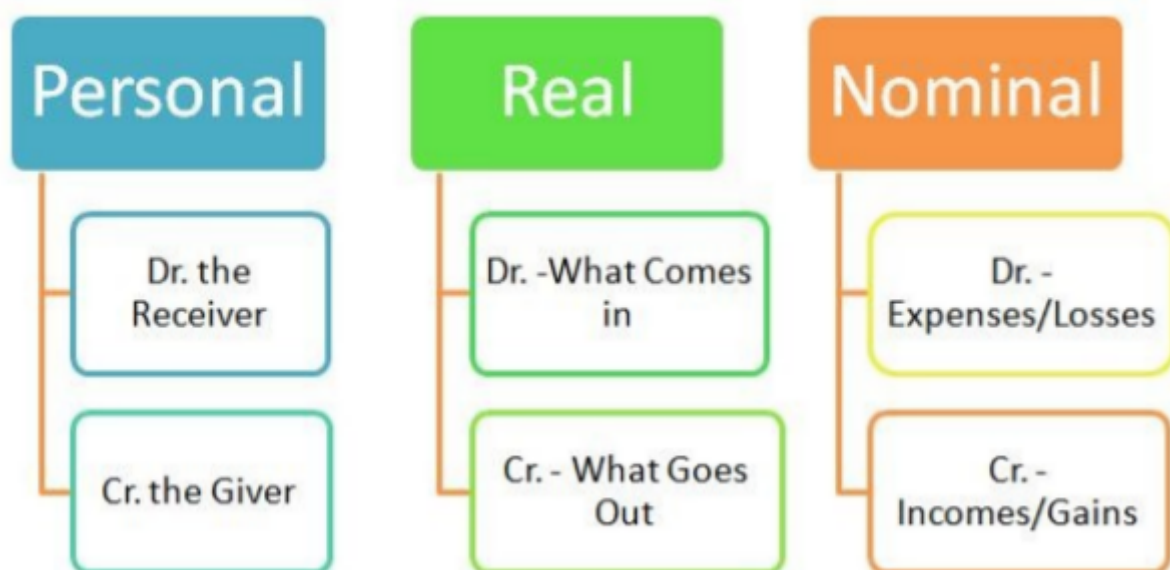 Personal
Dr. the
Receiver
Cr. the Giver
Real
Dr. -What Comes
in
Cr. - What Goes
Out
Nominal
Dr. -
Expenses/Losses
Cr. -
Incomes/Gains